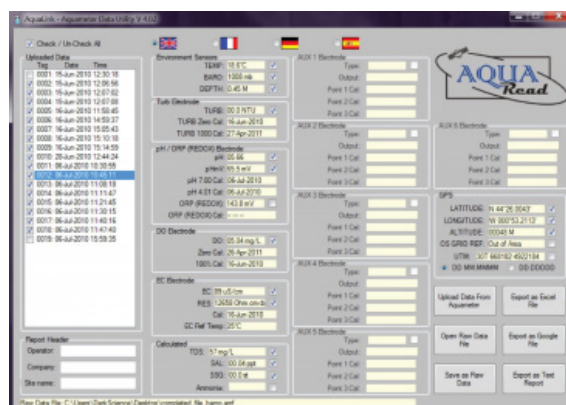 AquaLink - Aquameter Data Utility V 4.02
Check / Un-Check All
Uploaded Data
Tag Date Time
0001: 15-Jun-2010 12:30:18
0002: 15-Jun-2010 12:06:56
0003: 15-Jun-2010 12:07:02
0004: 15-Jun-2010 12:07:08
0005: 16-Jun-2010 11:58:45
0006: 16-Jun-2010 14:59:37
0007: 16-Jun-2010 15:05:43
0008: 16-Jun-2010 15:10:18
0009: 16-Jun-2010 15:14:59
0010: 28-Jun-2010 12:44:24
0011: 06-Jul-2010 10:30:55
0012: 06-Jul-2010 10:45:11
0013: 06-Jul-2010 11:08:19
0014: 06-Jul-2010 11:11:47
0015: 06-Jul-2010 11:21:45
0016: 06-Jul-2010 11:30:15
0017: 06-Jul-2010 11:40:16
0018: 06-Jul-2010 11:47:40
0019: 06-Jul-2010 15:59:35
Report Header
Operator:
Company:
Site name:
Environment Sensors
TEMP: 18.6°C
BARO: 1008 mb
DEPTH: 0.45 M
Turb Electrode
TURB: 00.0 NTU
TURB Zero Cal: 16-Jun-2010
TURB 1000 Cal: 27-Apr-2011
pH / ORP (REDOX) Electrode
pH: 05.66
pHmV: 65.5 mV
pH 7.00 Cal: 06-Jul-2010
pH 4.01 Cal: 06-Jul-2010
ORP (REDOX): 143.8 mV
ORP (REDOX) Cal: - - - -
DO Electrode
DO: 05.04 mg/L
Zero Cal: 26-Apr-2011
100% Cal: 16-Jun-2010
EC Electrode
EC: 89 uS/cm
RES: 12658 Ohm.cm
Cal: 16-Jun-2010
EC Ref Temp: 25°C
Calculated
TDS: 57 mg/L
SAL: 00.04 ppt
SSG: 00.0 st
Ammonia:
AUX 1 Electrode
Type:
Output:
Point 1 Cal:
Point 2 Cal:
Point 3 Cal:
AUX 2 Electrode
Type:
Output:
Point 1 Cal:
Point 2 Cal:
Point 3 Cal:
AUX 3 Electrode
Type:
Output:
Point 1 Cal:
Point 2 Cal:
Point 3 Cal:
AUX 4 Electrode
Type:
Output:
Point 1 Cal:
Point 2 Cal:
Point 3 Cal:
AUX 5 Electrode
Type:
Output:
Point 1 Cal:
Point 2 Cal:
Point 3 Cal:
AQUA
Read
AUX 6 Electrode
Type:
Output:
Point 1 Cal:
Point 2 Cal:
Point 3 Cal:
GPS
LATITUDE: N 44°26.0043'
LONGITUDE: W 000°53.2113'
ALTITUDE: 00048 M
OS GRID REF: Out of Area
UTM: 30T 668182 4922184
DD MM.MMMM
DD.DDDDD
Upload Data From Aquameter
Export as Excel File
Open Raw Data File
Export as Google File
Save as Raw Data
Export as Text Report